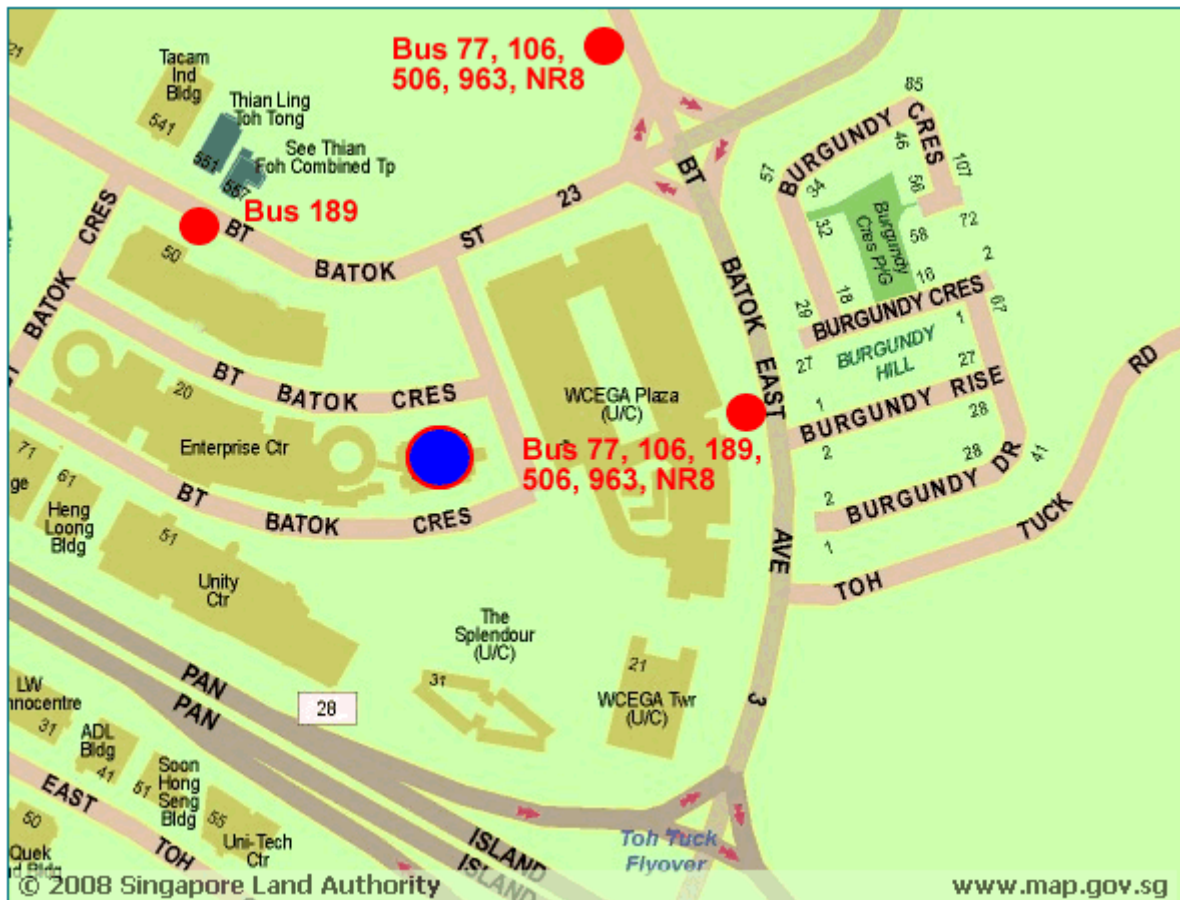 21
Tacam
Ind
Bldg
541
Bus 77, 106,
506, 963, NR8
Thian Ling
Toh Tong
551
See Thian
Foh Combined Tp
557
Bus 189
BT
BATOK
ST
23
BT
BATOK
EAST
AVE
3
85
BURGUNDY
CRES
46
107
57
34
56
Burgundy
Cres P/G
32
58
72
2
16
18
29
BURGUNDY CRES
67
1
BURGUNDY
HILL
27
27
1
BURGUNDY RISE
28
2
28
41
2
BURGUNDY DR
1
TOH
TUCK
RD
BATOK
CRES
50
BT
BATOK
CRES
20
Enterprise Ctr
WCEGA Plaza
(U/C)
Bus 77, 106, 189,
506, 963, NR8
BT
BATOK
CRES
71
ge
61
Heng
Loong
Bldg
51
Unity
Ctr
The
Splendour
(U/C)
31
21
WCEGA Twr
(U/C)
PAN
PAN
28
ISLAND
ISLAND
LW
nnocentre
31
ADL
Bldg
41
51
Soon
Hong
Seng
Bldg
55
Uni-Tech
Ctr
EAST
TOH
50
Quek
d Bldg
Toh Tuck
Flyover
© 2008 Singapore Land Authority
www.map.gov.sg